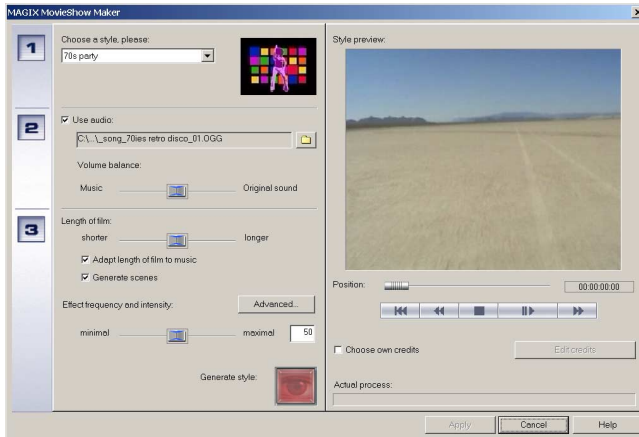 MAGIX MovieShow Maker
1
Choose a style, please:
70s party
2
Use audio:
C:\...\_song_70ies retro disco_01.OGG
Volume balance:
Music Original sound
3
Length of film:
shorter longer
Adapt length of film to music
Generate scenes
Effect frequency and intensity:
Advanced...
minimal maximal 50
Generate style:
Style preview:
Position: 00:00:00:00
Choose own credits
Edit credits
Actual process:
Apply Cancel Help